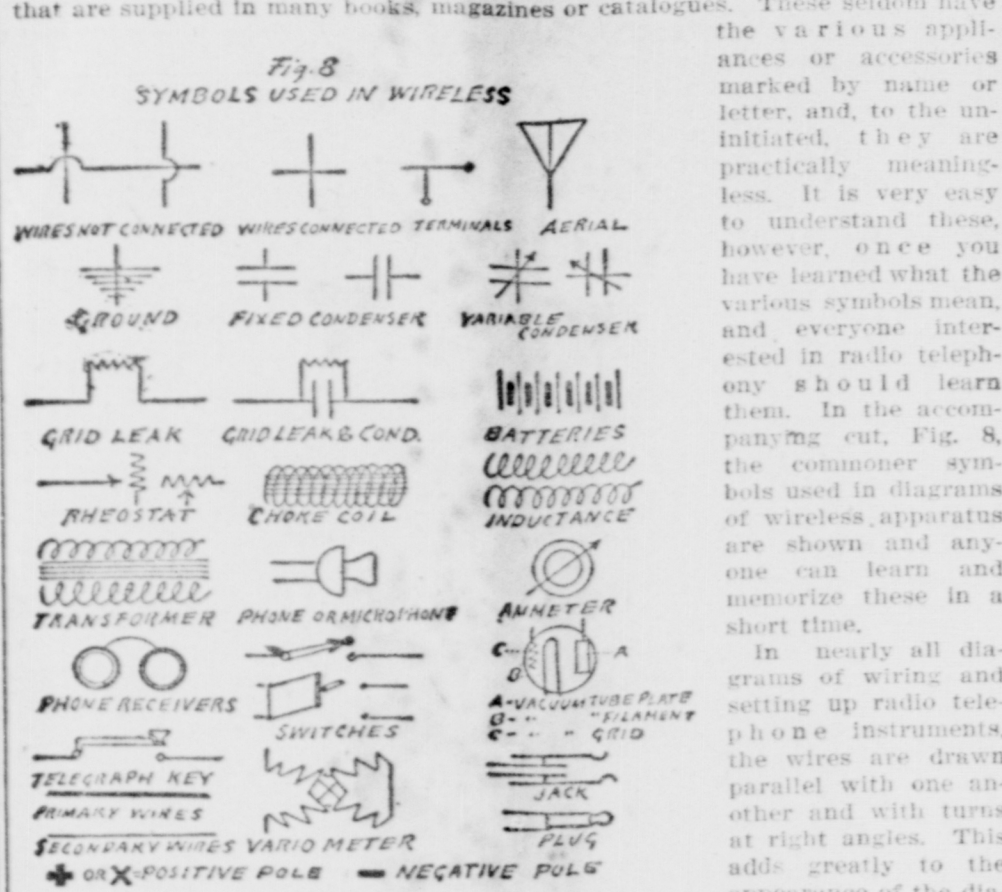 that are supplied in many books, magazines or catalogues. These seldom have
Fig. 8
SYMBOLS USED IN WIRELESS
WIRES NOT CONNECTED WIRES CONNECTED TERMINALS AERIAL
GROUND FIXED CONDENSER VARIABLE CONDENSER
GRID LEAK GRID LEAK & COND. BATTERIES
RHEOSTAT CHOKE COIL INDUCTANCE
TRANSFORMER PHONE OR MICROPHONE AMMETER
C-- A
B
PHONE RECEIVERS SWITCHES
A-VACUUM TUBE PLATE
B- " " FILAMENT
C- " " GRID
TELEGRAPH KEY JACK
PRIMARY WIRES
SECONDARY WIRES VARIO METER PLUG
+ OR X=POSITIVE POLE - NEGATIVE POLE
the various appli-
ances or accessories
marked by name or
letter, and, to the un-
initiated, they are
practically meaning-
less. It is very easy
to understand these,
however, once you
have learned what the
various symbols mean,
and everyone inter-
ested in radio teleph-
ony should learn
them. In the accom-
panying cut, Fig. 8,
the commoner sym-
bols used in diagrams
of wireless apparatus
are shown and any-
one can learn and
memorize these in a
short time.
In nearly all dia-
grams of wiring and
setting up radio tele-
phone instruments,
the wires are drawn
parallel with one an-
other and with turns
at right angles. This
adds greatly to the
appearance of the dia-